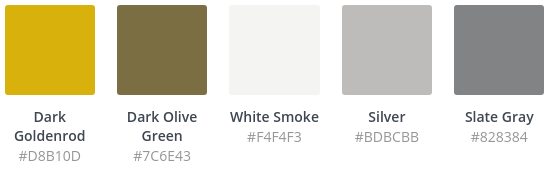 Dark
Goldenrod
#D8B10D
Dark Olive
Green
#7C6E43
White Smoke
#F4F4F3
Silver
#BDBCBB
Slate Gray
#828384